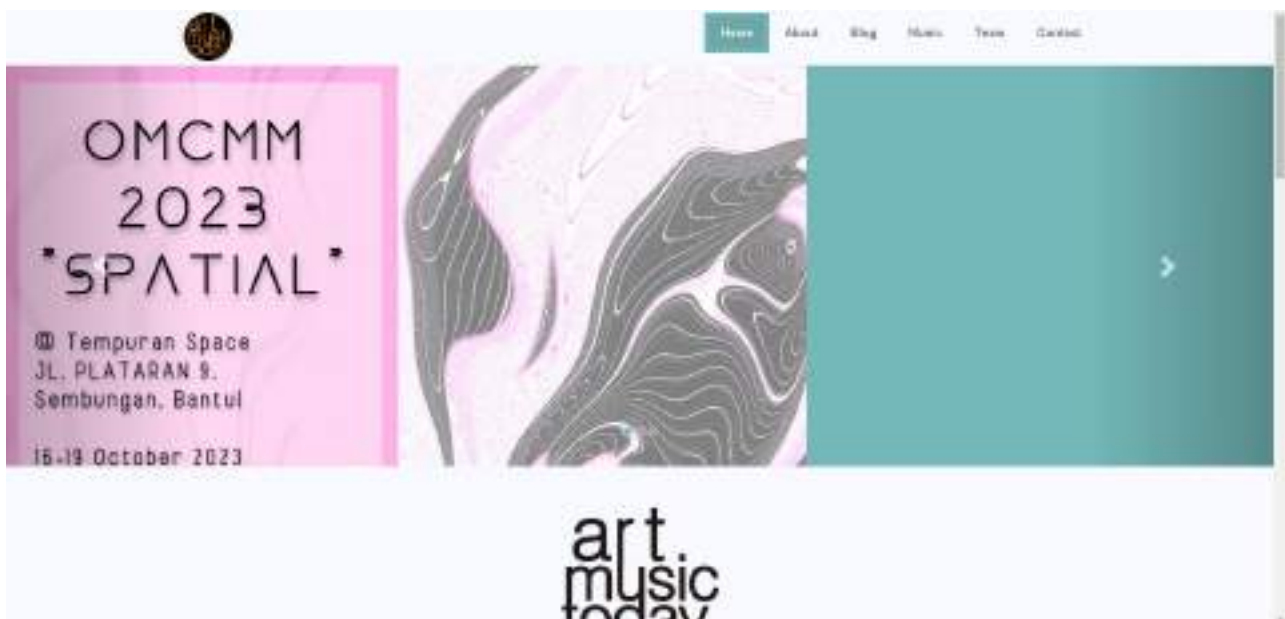 Home About Blog Music Team Contact
OMCMM
2023
"SPATIAL"
@ Tempuran Space
JL. PLATARAN 9.
Sembungan, Bantul
16-19 October 2023
art
music
today